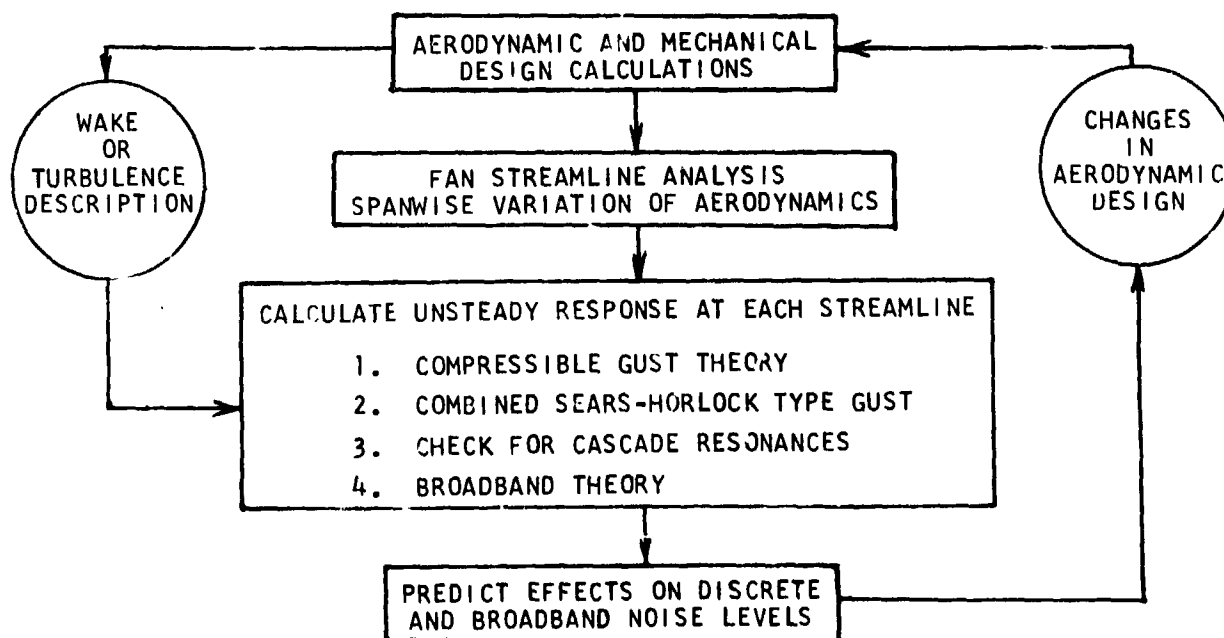 AERODYNAMIC AND MECHANICAL
DESIGN CALCULATIONS
WAKE
OR
TURBULENCE
DESCRIPTION
CHANGES
IN
AERODYNAMIC
DESIGN
FAN STREAMLINE ANALYSIS
SPANWISE VARIATION OF AERODYNAMICS
CALCULATE UNSTEADY RESPONSE AT EACH STREAMLINE
1. COMPRESSIBLE GUST THEORY
2. COMBINED SEARS-HORLOCK TYPE GUST
3. CHECK FOR CASCADE RESONANCES
4. BROADBAND THEORY
PREDICT EFFECTS ON DISCRETE
AND BROADBAND NOISE LEVELS